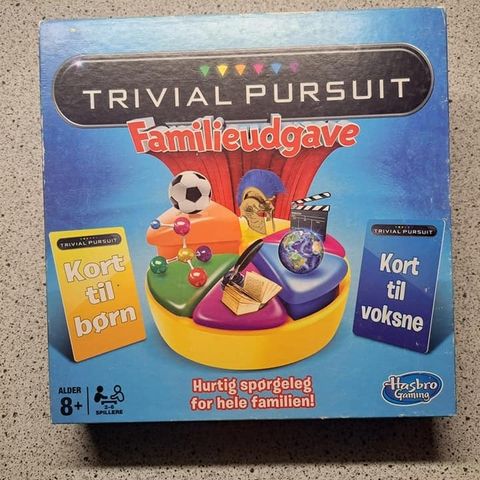 TRIVIAL PURSUIT
Familieudgave
TRIVIAL PURSUIT
Kort
til
børn
TRIVIAL PURSUIT
Kort
til
voksne
Hurtig spørgeleg
for hele familien!
ALDER
8+
2-6
SPILLERE
Hasbro
Gaming